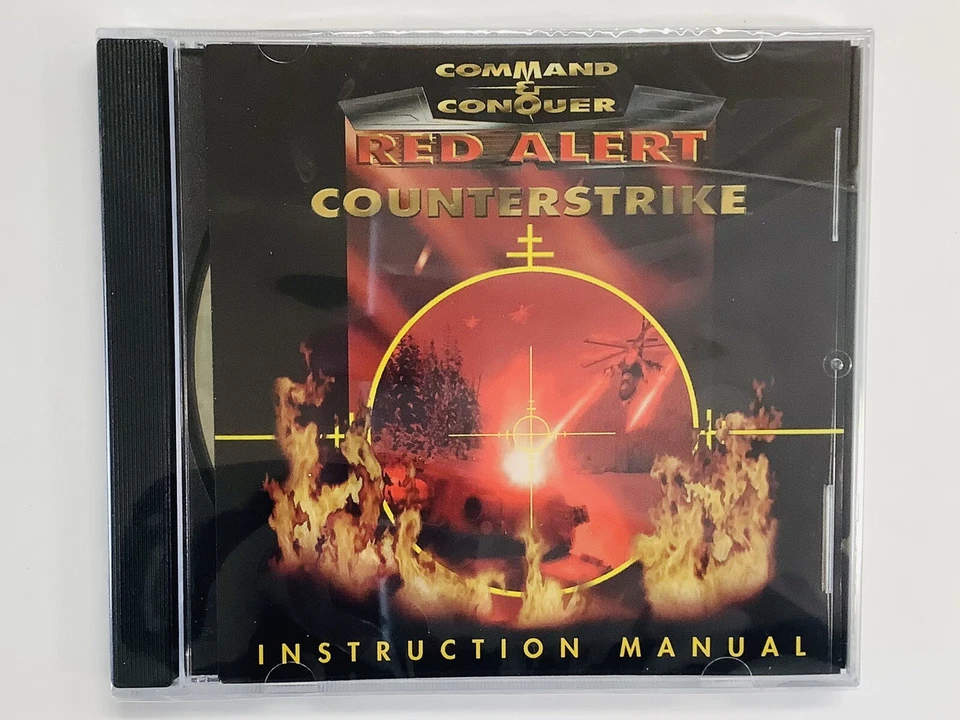 COMMAND
&
CONQUER
RED ALERT
COUNTERSTRIKE
INSTRUCTION MANUAL